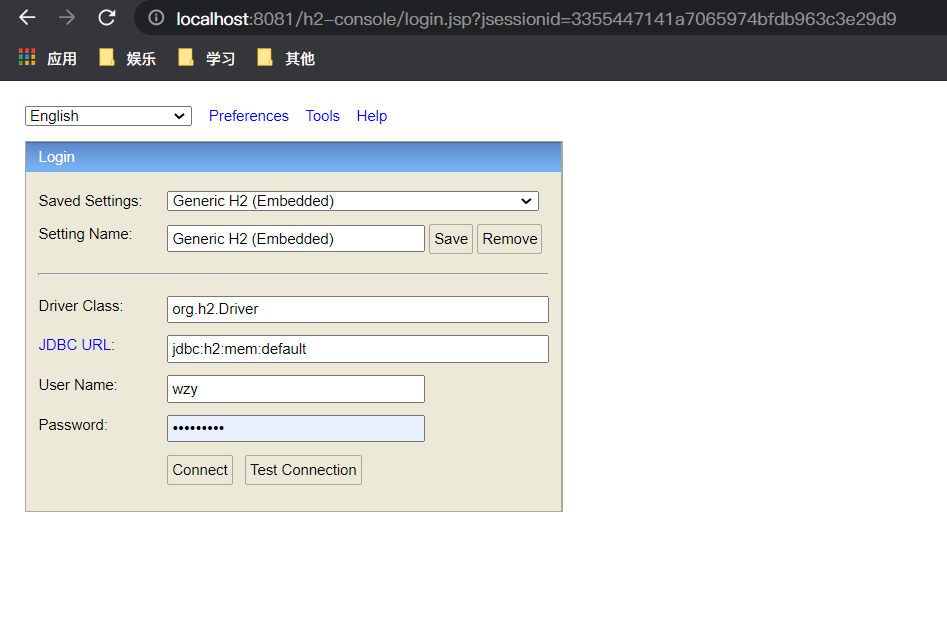 localhost:8081/h2-console/login.jsp?jsessionid=3355447141a7065974bfdb963c3e29d9
应用 娱乐 学习 其他
English Preferences Tools Help
Login
Saved Settings: Generic H2 (Embedded)
Setting Name: Generic H2 (Embedded) Save Remove
Driver Class: org.h2.Driver
JDBC URL: jdbc:h2:mem:default
User Name: wzy
Password: •••••••••
Connect Test Connection